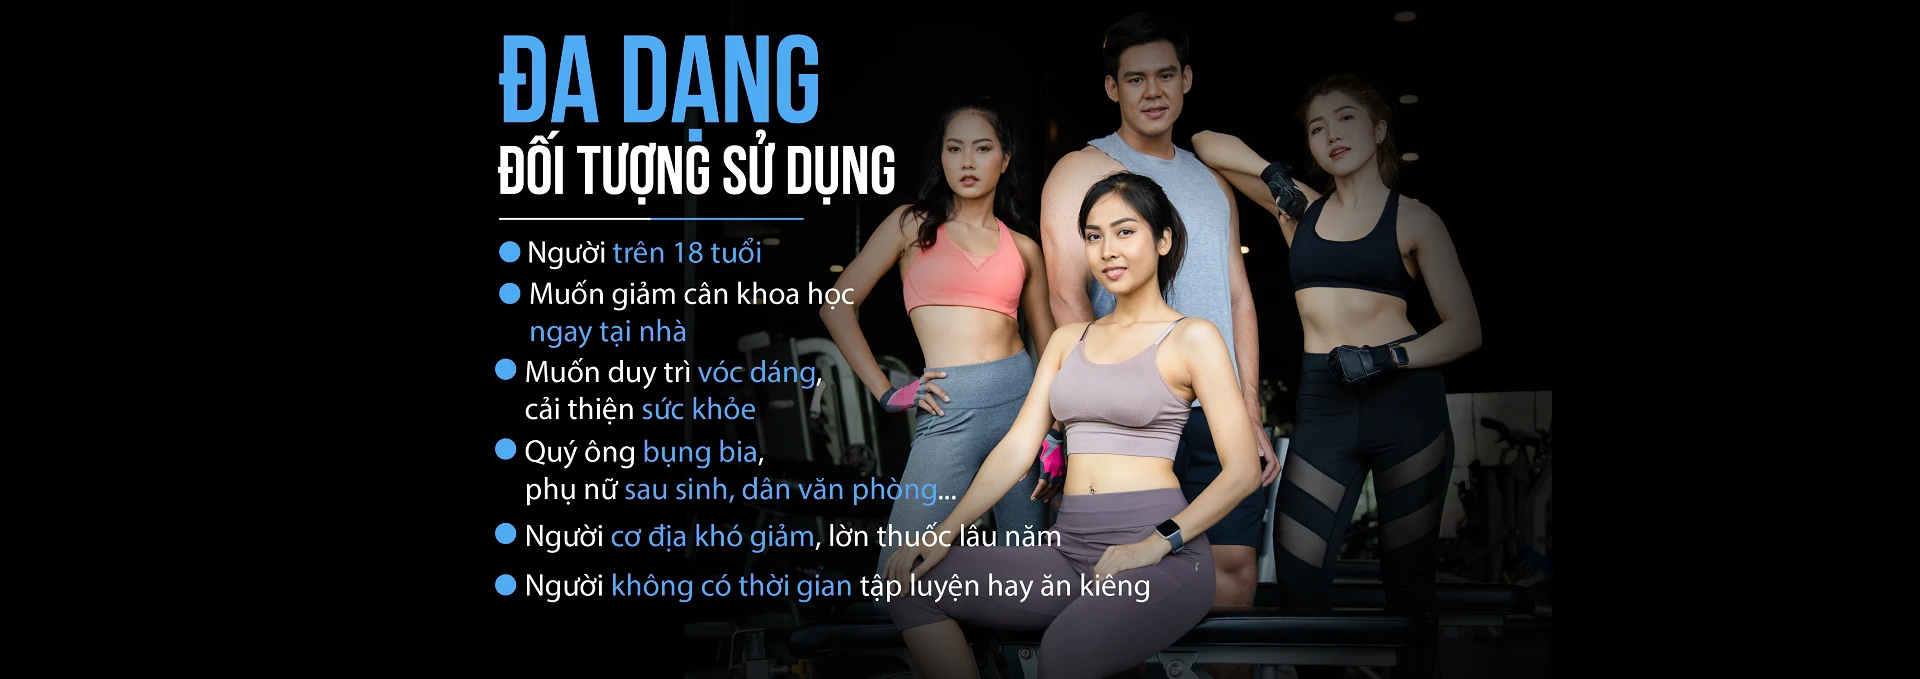 ĐA DẠNG
ĐỐI TƯỢNG SỬ DỤNG
Người trên 18 tuổi
Muốn giảm cân khoa học
ngay tại nhà
Muốn duy trì vóc dáng,
cải thiện sức khỏe
Quý ông bụng bia,
phụ nữ sau sinh, dân văn phòng...
Người cơ địa khó giảm, lờn thuốc lâu năm
Người không có thời gian tập luyện hay ăn kiêng